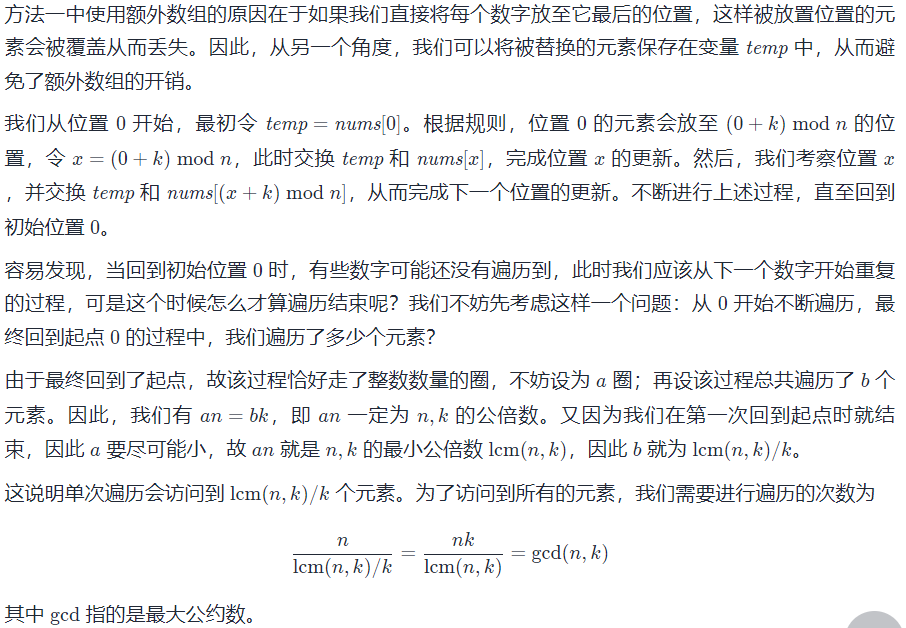 方法一中使用额外数组的原因在于如果我们直接将每个数字放至它最后的位置，这样被放置位置的元
素会被覆盖从而丢失。因此，从另一个角度，我们可以将被替换的元素保存在变量 temp 中，从而避
免了额外数组的开销。
我们从位置 0 开始，最初令 temp = nums[0]。根据规则，位置 0 的元素会放至 (0 + k) mod n 的位
置，令 x = (0 + k) mod n，此时交换 temp 和 nums[x]，完成位置 x 的更新。然后，我们考察位置 x
，并交换 temp 和 nums[(x + k) mod n]，从而完成下一个位置的更新。不断进行上述过程，直至回到
初始位置 0。
容易发现，当回到初始位置 0 时，有些数字可能还没有遍历到，此时我们应该从下一个数字开始重复
的过程，可是这个时候怎么才算遍历结束呢？我们不妨先考虑这样一个问题：从 0 开始不断遍历，最
终回到起点 0 的过程中，我们遍历了多少个元素？
由于最终回到了起点，故该过程恰好走了整数数量的圈，不妨设为 a 圈；再设该过程总共遍历了 b 个
元素。因此，我们有 an = bk，即 an 一定为 n, k 的公倍数。又因为我们在第一次回到起点时就结
束，因此 a 要尽可能小，故 an 就是 n, k 的最小公倍数 lcm(n, k)，因此 b 就为 lcm(n, k)/k。
这说明单次遍历会访问到 lcm(n, k)/k 个元素。为了访问到所有的元素，我们需要进行遍历的次数为
n / (lcm(n, k)/k) = nk / lcm(n, k) = gcd(n, k)
其中 gcd 指的是最大公约数。